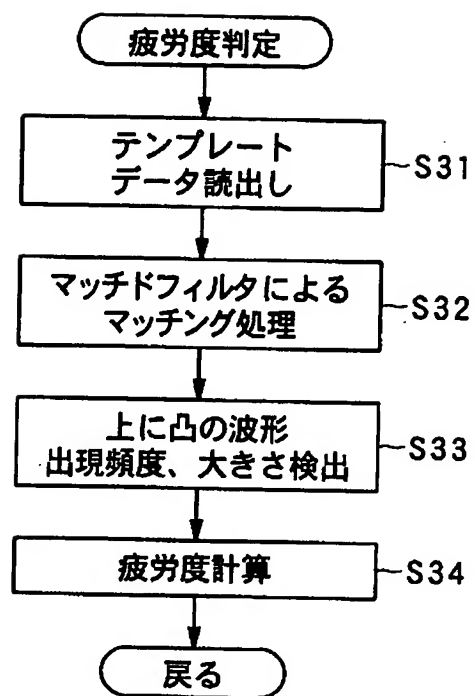 疲労度判定
テンプレート
データ読出し
S31
マッチドフィルタによる
マッチング処理
S32
上に凸の波形
出現頻度、大きさ検出
S33
疲労度計算
S34
戻る